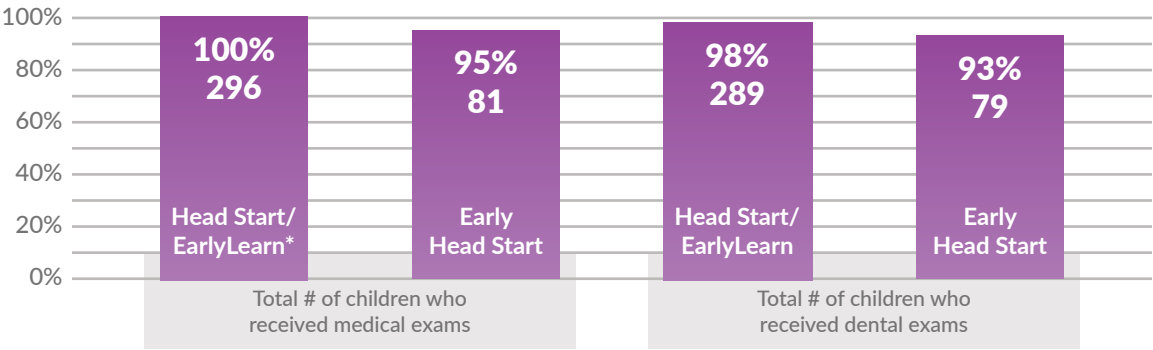 100%
80%
60%
40%
20%
0%
100%
296
Head Start/
EarlyLearn*
95%
81
Early
Head Start
98%
289
Head Start/
EarlyLearn
93%
79
Early
Head Start
Total # of children who
received medical exams
Total # of children who
received dental exams